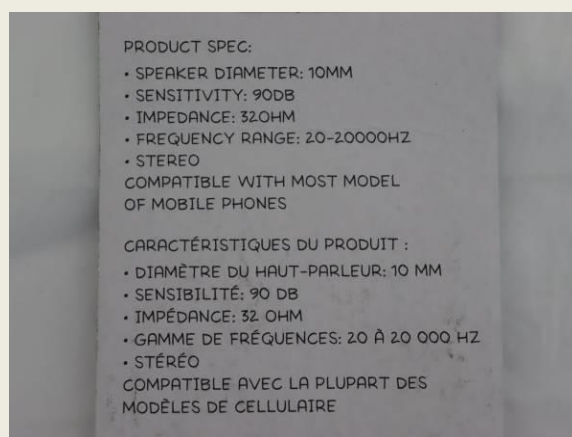 PRODUCT SPEC:
• SPEAKER DIAMETER: 10MM
• SENSITIVITY: 90DB
• IMPEDANCE: 32OHM
• FREQUENCY RANGE: 20-20000HZ
• STEREO
COMPATIBLE WITH MOST MODEL
OF MOBILE PHONES
CARACTÉRISTIQUES DU PRODUIT :
• DIAMÈTRE DU HAUT-PARLEUR: 10 MM
• SENSIBILITÉ: 90 DB
• IMPÉDANCE: 32 OHM
• GAMME DE FRÉQUENCES: 20 À 20 000 HZ
• STÉRÉO
COMPATIBLE AVEC LA PLUPART DES
MODÈLES DE CELLULAIRE